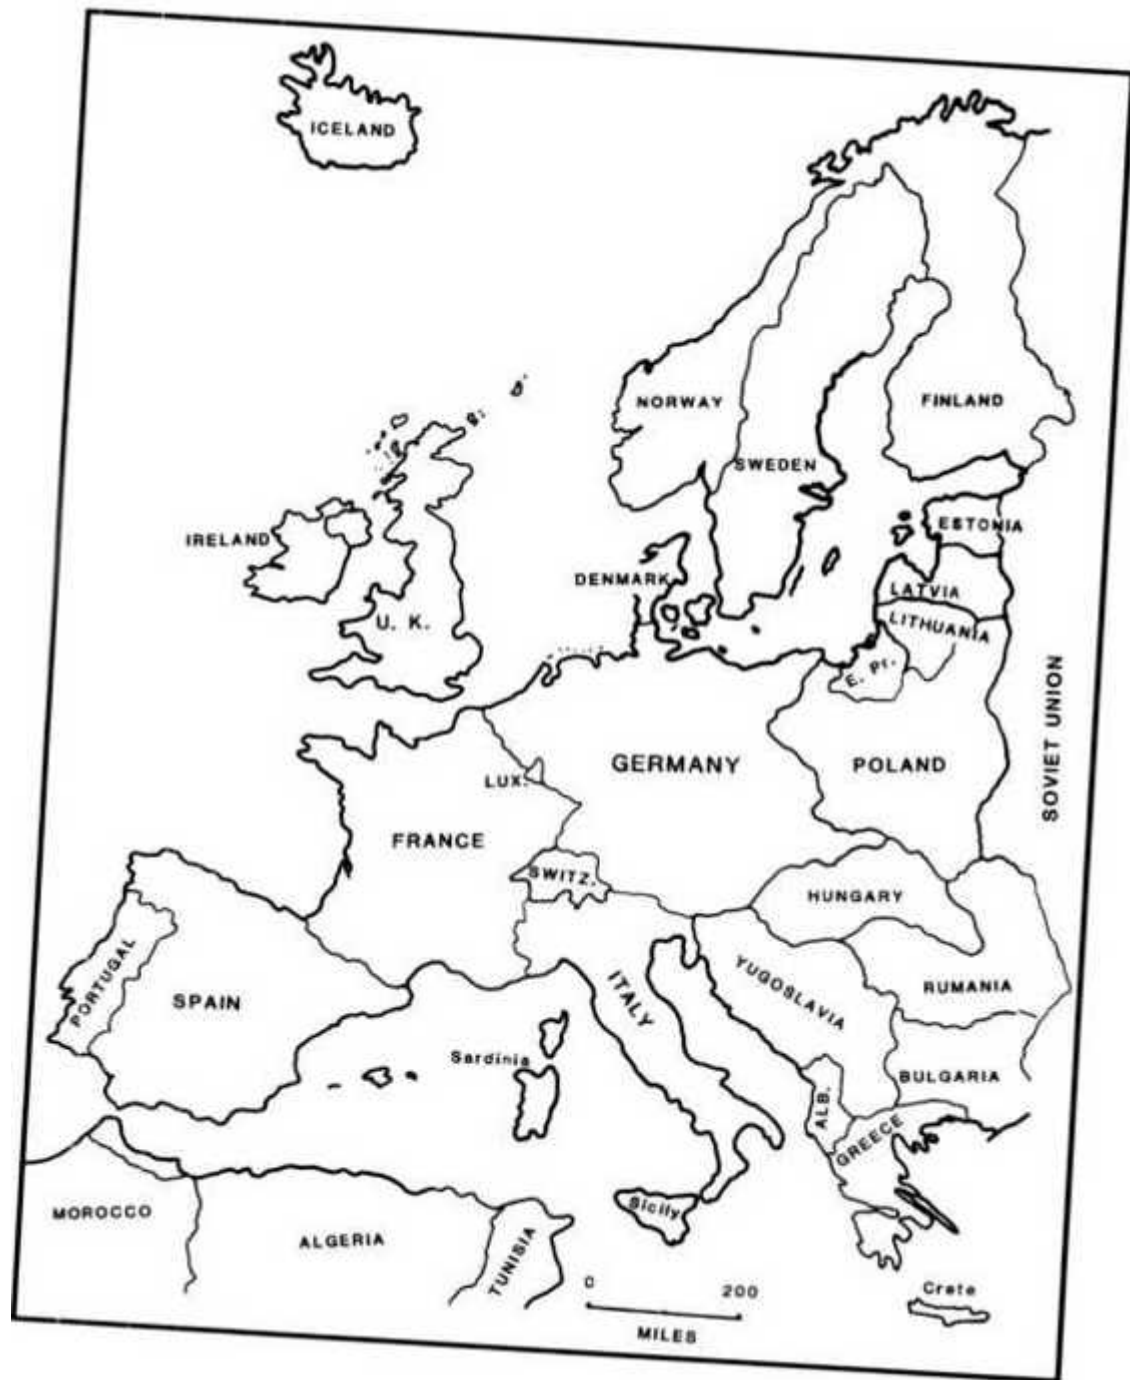 ICELAND
NORWAY
FINLAND
SWEDEN
ESTONIA
IRELAND
DENMARK
LATVIA
U. K.
LITHUANIA
E. Pr.
SOVIET UNION
GERMANY
POLAND
LUX.
FRANCE
SWITZ.
HUNGARY
PORTUGAL
SPAIN
ITALY
YUGOSLAVIA
RUMANIA
Sardinia
BULGARIA
ALB.
GREECE
MOROCCO
ALGERIA
TUNISIA
Sicily
Crete
0 200
MILES